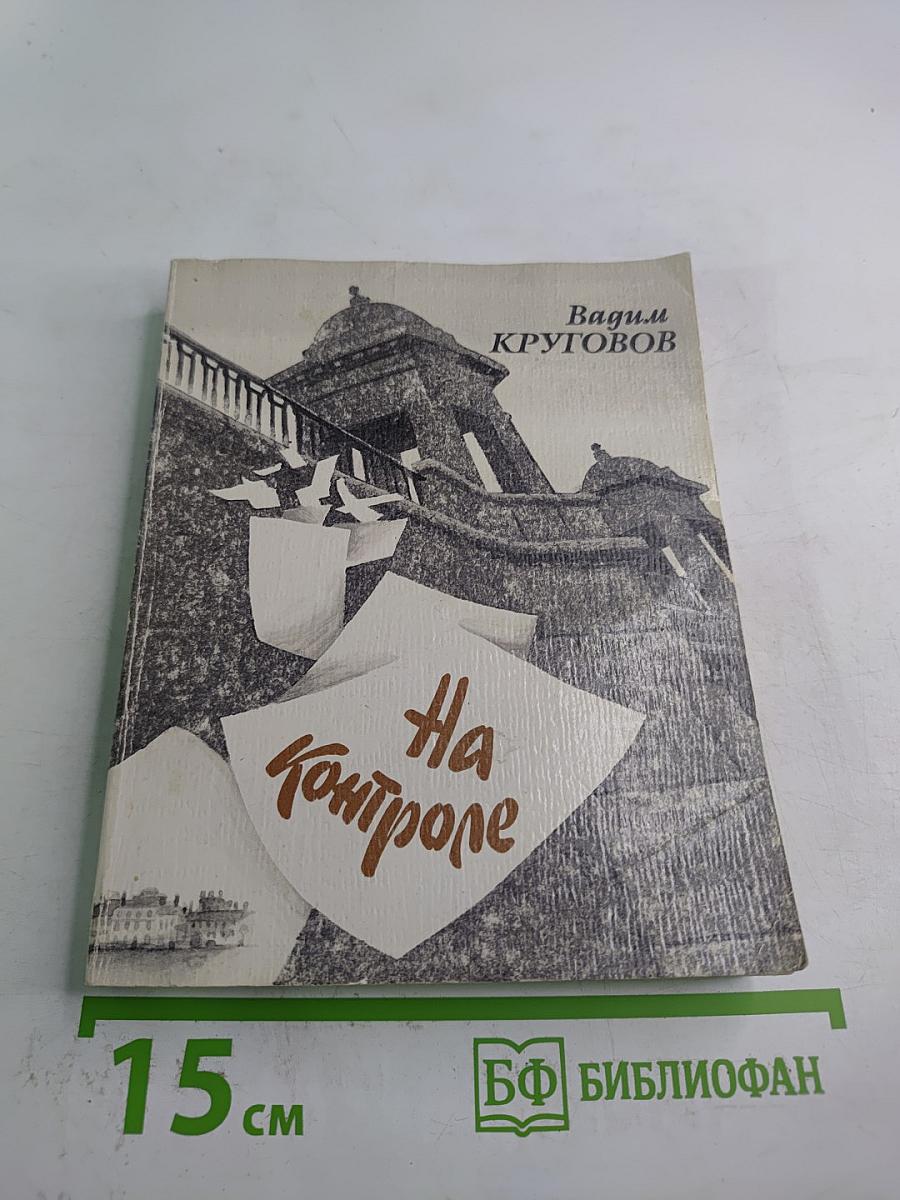 Вадим
КРУГОВОВ
На
контроле
15 см
БФ БИБЛИОФАН